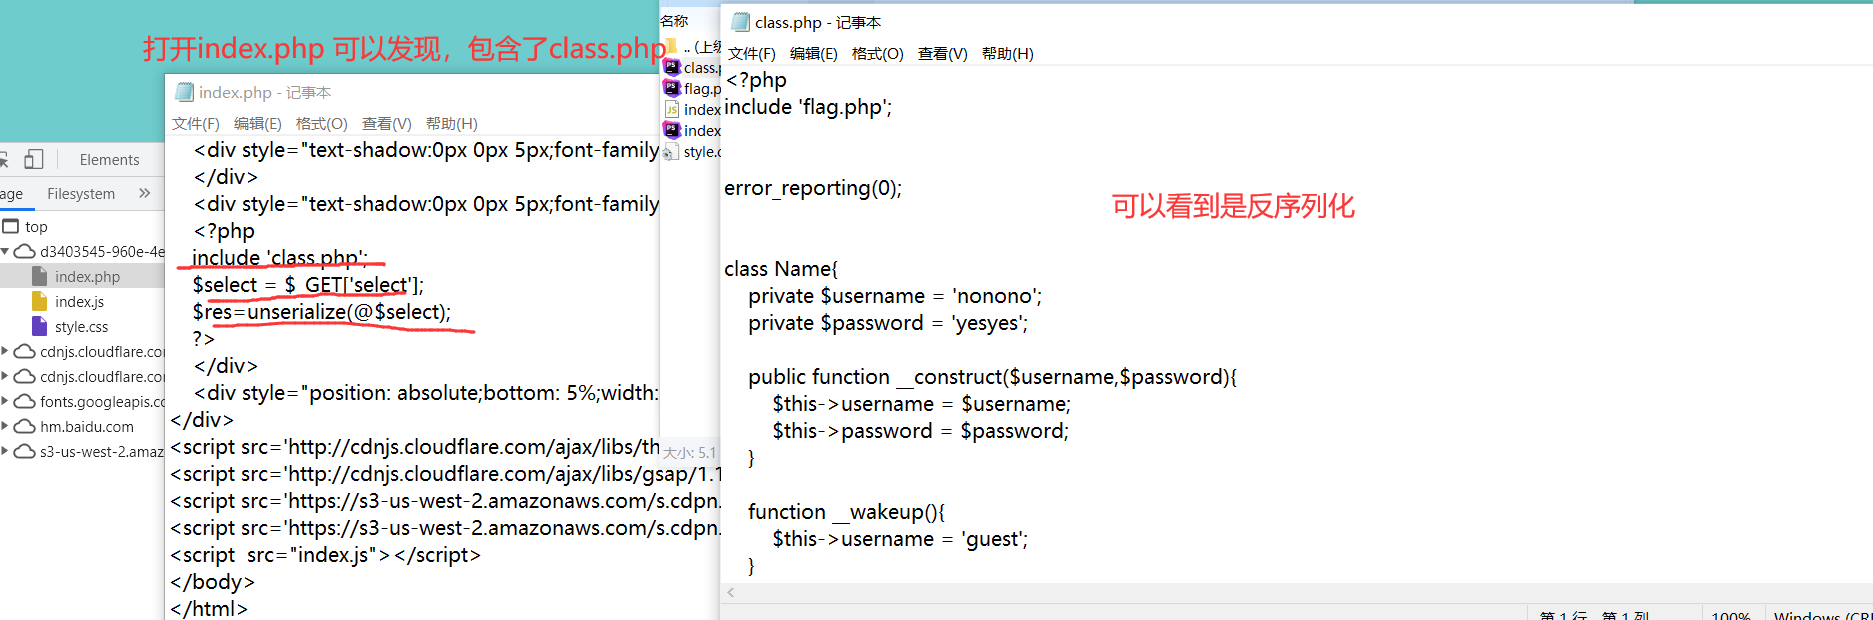 打开index.php 可以发现，包含了class.php
Elements
age
Filesystem
top
d3403545-960e-4e
index.php
index.js
style.css
cdnjs.cloudflare.co
cdnjs.cloudflare.co
fonts.googleapis.co
hm.baidu.com
s3-us-west-2.amaz
index.php - 记事本
文件(F) 编辑(E) 格式(O) 查看(V) 帮助(H)
<div style="text-shadow:0px 0px 5px;font-family
</div>
<div style="text-shadow:0px 0px 5px;font-family
<?php
include 'class.php';
$select = $_GET['select'];
$res=unserialize(@$select);
?>
</div>
<div style="position: absolute;bottom: 5%;width:
</div>
<script src='http://cdnjs.cloudflare.com/ajax/libs/th
<script src='http://cdnjs.cloudflare.com/ajax/libs/gsap/1.1
<script src='https://s3-us-west-2.amazonaws.com/s.cdpn.
<script src='https://s3-us-west-2.amazonaws.com/s.cdpn.
<script src="index.js"></script>
</body>
</html>
名称
.. (上级
class.p
flag.p
index
index
style.c
大小: 5.1
class.php - 记事本
文件(F) 编辑(E) 格式(O) 查看(V) 帮助(H)
<?php
include 'flag.php';
error_reporting(0);
可以看到是反序列化
class Name{
private $username = 'nonono';
private $password = 'yesyes';
public function __construct($username,$password){
$this->username = $username;
$this->password = $password;
}
function __wakeup(){
$this->username = 'guest';
}
第 1 行，第 1 列
100%
Windows (CRL